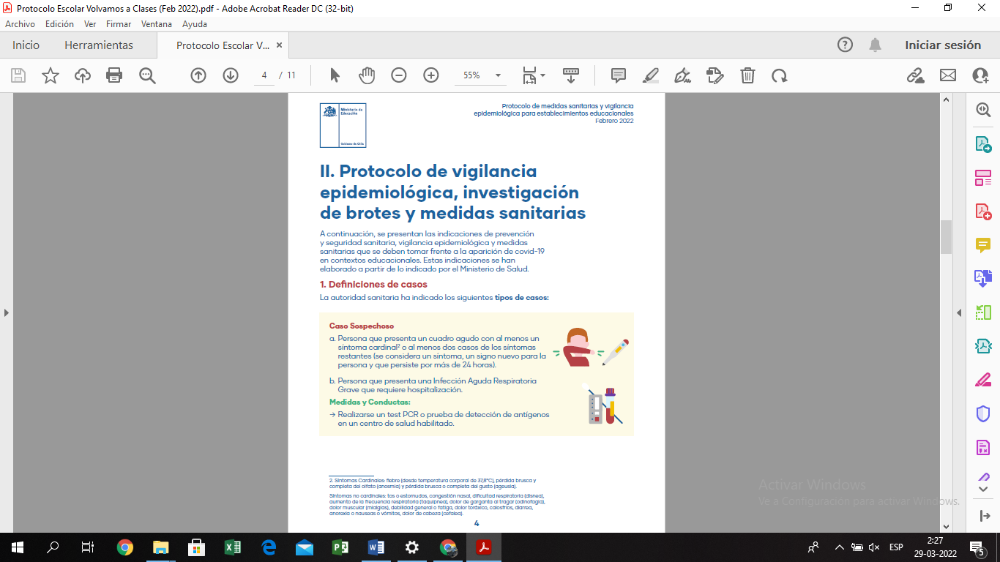 Protocolo Escolar Volvamos a Clases (Feb 2022).pdf - Adobe Acrobat Reader DC (32-bit)
Archivo Edición Ver Firmar Ventana Ayuda
Inicio Herramientas Protocolo Escolar V... × Iniciar sesión
4 / 11 55%
Ministerio de
Educación
Gobierno de Chile
Protocolo de medidas sanitarias y vigilancia
epidemiológica para establecimientos educacionales
Febrero 2022
II. Protocolo de vigilancia
epidemiológica, investigación
de brotes y medidas sanitarias
A continuación, se presentan las indicaciones de prevención
y seguridad sanitaria, vigilancia epidemiológica y medidas
sanitarias que se deben tomar frente a la aparición de covid-19
en contextos educacionales. Estas indicaciones se han
elaborado a partir de lo indicado por el Ministerio de Salud.
1. Definiciones de casos
La autoridad sanitaria ha indicado los siguientes tipos de casos:
Caso Sospechoso
a. Persona que presenta un cuadro agudo con al menos un
síntoma cardinal² o al menos dos casos de los síntomas
restantes (se considera un síntoma, un signo nuevo para la
persona y que persiste por más de 24 horas).
b. Persona que presenta una Infección Aguda Respiratoria
Grave que requiere hospitalización.
Medidas y Conductas:
→ Realizarse un test PCR o prueba de detección de antígenos
en un centro de salud habilitado.
2. Síntomas Cardinales: fiebre (desde temperatura corporal de 37,8°C), pérdida brusca y
completa del olfato (anosmia) y pérdida brusca o completa del gusto (ageusia).
Síntomas no cardinales: tos o estornudos, congestión nasal, dificultad respiratoria (disnea),
aumento de la frecuencia respiratoria (taquipnea), dolor de garganta al tragar (odinofagia),
dolor muscular (mialgias), debilidad general o fatiga, dolor toráxico, calosfríos, diarrea,
anorexia o nauseas o vómitos, dolor de cabeza (cefalea).
4
Activar Windows
Ve a Configuración para activar Windows.
ESP
2:27
29-03-2022
5